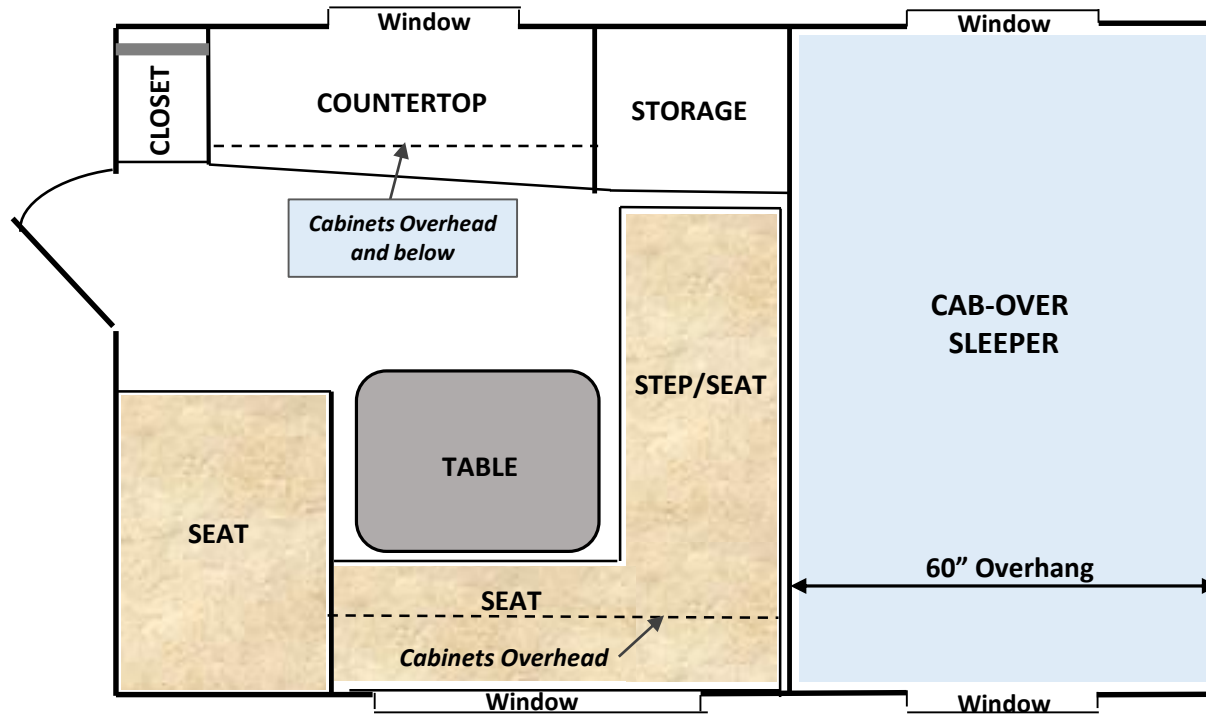 Window
Window
CLOSET
COUNTERTOP
STORAGE
Cabinets Overhead
and below
CAB-OVER
SLEEPER
STEP/SEAT
TABLE
SEAT
60” Overhang
SEAT
Cabinets Overhead
Window
Window